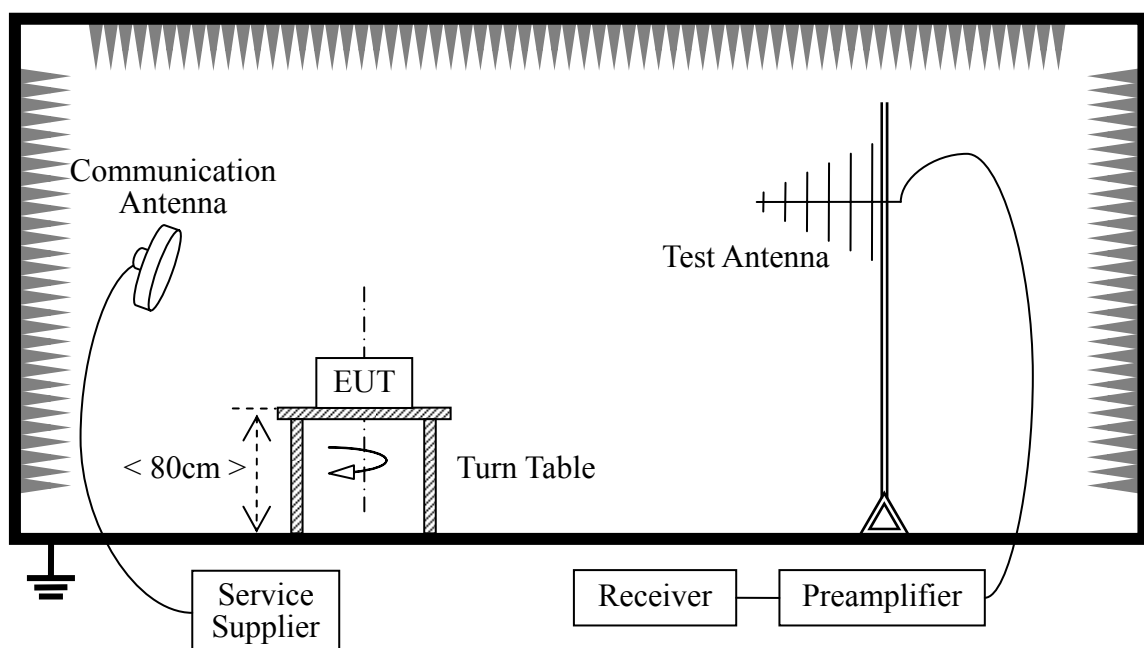 Communication
Antenna
Test Antenna
EUT
< 80cm >
Turn Table
Service
Supplier
Receiver
Preamplifier